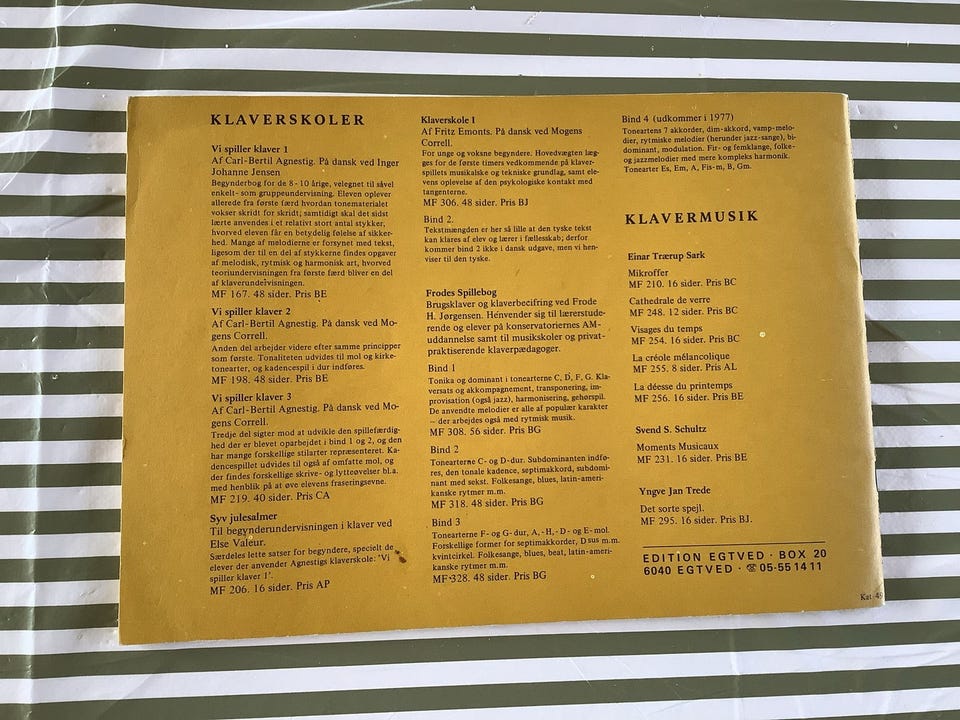 KLAVERSKOLER
Vi spiller klaver 1
Af Carl-Bertil Agnestig. På dansk ved Inger
Johanne Jensen
Begynderbog for de 8-10 årige, velegnet til såvel
enkelt- som gruppeundervisning. Eleven oplever
allerede fra første færd hvordan tonematerialet
vokser skridt for skridt; samtidig skal det sidst
lærte anvendes i et relativt stort antal stykker,
hvorved eleven får en betydelig følelse af sikker-
hed. Mange af melodierne er forsynet med tekst,
ligesom der til en del af stykkerne findes opgaver
af melodisk, rytmisk og harmonisk art, hvorved
teoriundervisningen fra første færd bliver en del
af klaverundervisningen.
MF 167. 48 sider. Pris BE
Vi spiller klaver 2
Af Carl-Bertil Agnestig. På dansk ved Mo-
gens Correll.
Anden del arbejder videre efter samme principper
som første. Tonaliteten udvides til mol og kirke-
tonearter, og kadencespil i dur indføres.
MF 198. 48 sider. Pris BE
Vi spiller klaver 3
Af Carl-Bertil Agnestig. På dansk ved Mo-
gens Correll.
Tredje del sigter mod at udvikle den spillefærdig-
hed der er blevet oparbejdet i bind 1 og 2, og den
har mange forskellige stilarter repræsenteret. Ka-
dencespillet udvides til også af omfatte mol, og
der findes forskellige skrive- og lytteøvelser bl.a.
med henblik på at øve elevens fraseringsevne.
MF 219. 40 sider. Pris CA
Syv julesalmer
Til begynderundervisningen i klaver ved
Else Valeur.
Særdeles lette satser for begyndere, specielt de
elever der anvender Agnestigs klaverskole: 'Vi
spiller klaver 1'.
MF 206. 16 sider. Pris AP
Klaverskole I
Af Fritz Emonts. På dansk ved Mogens
Correll.
For unge og voksne begyndere. Hovedvægten læg-
ges for de første timers vedkommende på klaver-
spillets musikalske og tekniske grundlag, samt ele-
vens oplevelse af den psykologiske kontakt med
tangenterne.
MF 306. 48 sider. Pris BJ
Bind 2.
Tekstmængden er her så lille at den tyske tekst
kan klares af elev og lærer i fællesskab; derfor
kommer bind 2 ikke i dansk udgave, men vi hen-
viser til den tyske.
Frodes Spillebog
Brugsklaver og klaverbecifring ved Frode
H. Jørgensen. Henvender sig til lærerstude-
rende og elever på konservatoriernes AM-
uddannelse samt til musikskoler og privat-
praktiserende klaverpædagoger.
Bind 1
Tonika og dominant i tonearterne C, D, F, G. Kla-
versats og akkompagnement, transponering, im-
provisation (også jazz), harmonisering, gehørspil.
De anvendte melodier er alle af populær karakter
– der arbejdes også med rytmisk musik.
MF 308. 56 sider. Pris BG
Bind 2
Tonearterne C- og D-dur. Subdominanten indfø-
res, den tonale kadence, septimakkord, subdomi-
nant med sekst. Folkesange, blues, latin-ameri-
kanske rytmer m.m.
MF 318. 48 sider. Pris BG
Bind 3
Tonearterne F- og G-dur, A,-H,-D- og E-mol.
Forskellige former for septimakkorder, D sus m.m.
kvintcirkel. Folkesange, blues, beat, latin-ameri-
kanske rytmer m.m.
MF 328. 48 sider. Pris BG
Bind 4 (udkommer i 1977)
Toneartens 7 akkorder, dim-akkord, vamp-melo-
dier, rytmiske melodier (herunder jazz-sange), bi-
dominant, modulation. Fir- og femklange, folke-
og jazzmelodier med mere kompleks harmonik.
Tonearter Es, Em, A, Fis-m, B, Gm.
KLAVERMUSIK
Einar Trærup Sark
Mikroffer
MF 210. 16 sider. Pris BC
Cathedrale de verre
MF 248. 12 sider. Pris BC
Visages du temps
MF 254. 16 sider. Pris BC
La créole mélancolique
MF 255. 8 sider. Pris AL
La déesse du printemps
MF 256. 16 sider. Pris BE
Svend S. Schultz
Moments Musicaux
MF 231. 16 sider. Pris BE
Yngve Jan Trede
Det sorte spejl.
MF 295. 16 sider. Pris BJ.
EDITION EGTVED · BOX 20
6040 EGTVED · ☏ 05-55 14 11
Kat